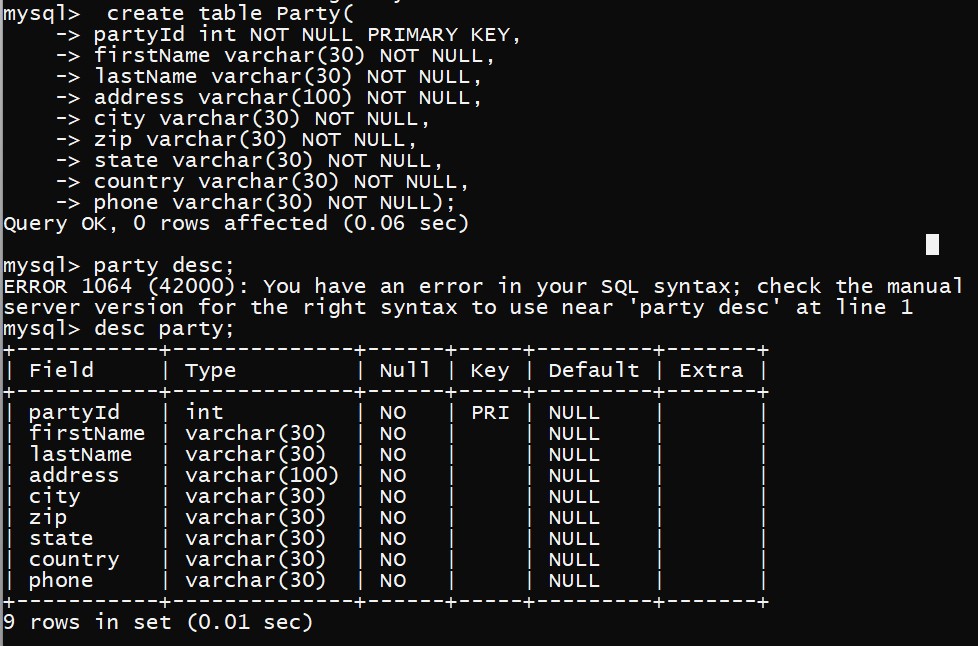 mysql>  create table Party(
    -> partyId int NOT NULL PRIMARY KEY,
    -> firstName varchar(30) NOT NULL,
    -> lastName varchar(30) NOT NULL,
    -> address varchar(100) NOT NULL,
    -> city varchar(30) NOT NULL,
    -> zip varchar(30) NOT NULL,
    -> state varchar(30) NOT NULL,
    -> country varchar(30) NOT NULL,
    -> phone varchar(30) NOT NULL);
Query OK, 0 rows affected (0.06 sec)
mysql> party desc;
ERROR 1064 (42000): You have an error in your SQL syntax; check the manual
server version for the right syntax to use near 'party desc' at line 1
mysql> desc party;
+-----------+--------------+------+-----+---------+-------+
| Field     | Type         | Null | Key | Default | Extra |
+-----------+--------------+------+-----+---------+-------+
| partyId   | int          | NO   | PRI | NULL    |       |
| firstName | varchar(30)  | NO   |     | NULL    |       |
| lastName  | varchar(30)  | NO   |     | NULL    |       |
| address   | varchar(100) | NO   |     | NULL    |       |
| city      | varchar(30)  | NO   |     | NULL    |       |
| zip       | varchar(30)  | NO   |     | NULL    |       |
| state     | varchar(30)  | NO   |     | NULL    |       |
| country   | varchar(30)  | NO   |     | NULL    |       |
| phone     | varchar(30)  | NO   |     | NULL    |       |
+-----------+--------------+------+-----+---------+-------+
9 rows in set (0.01 sec)